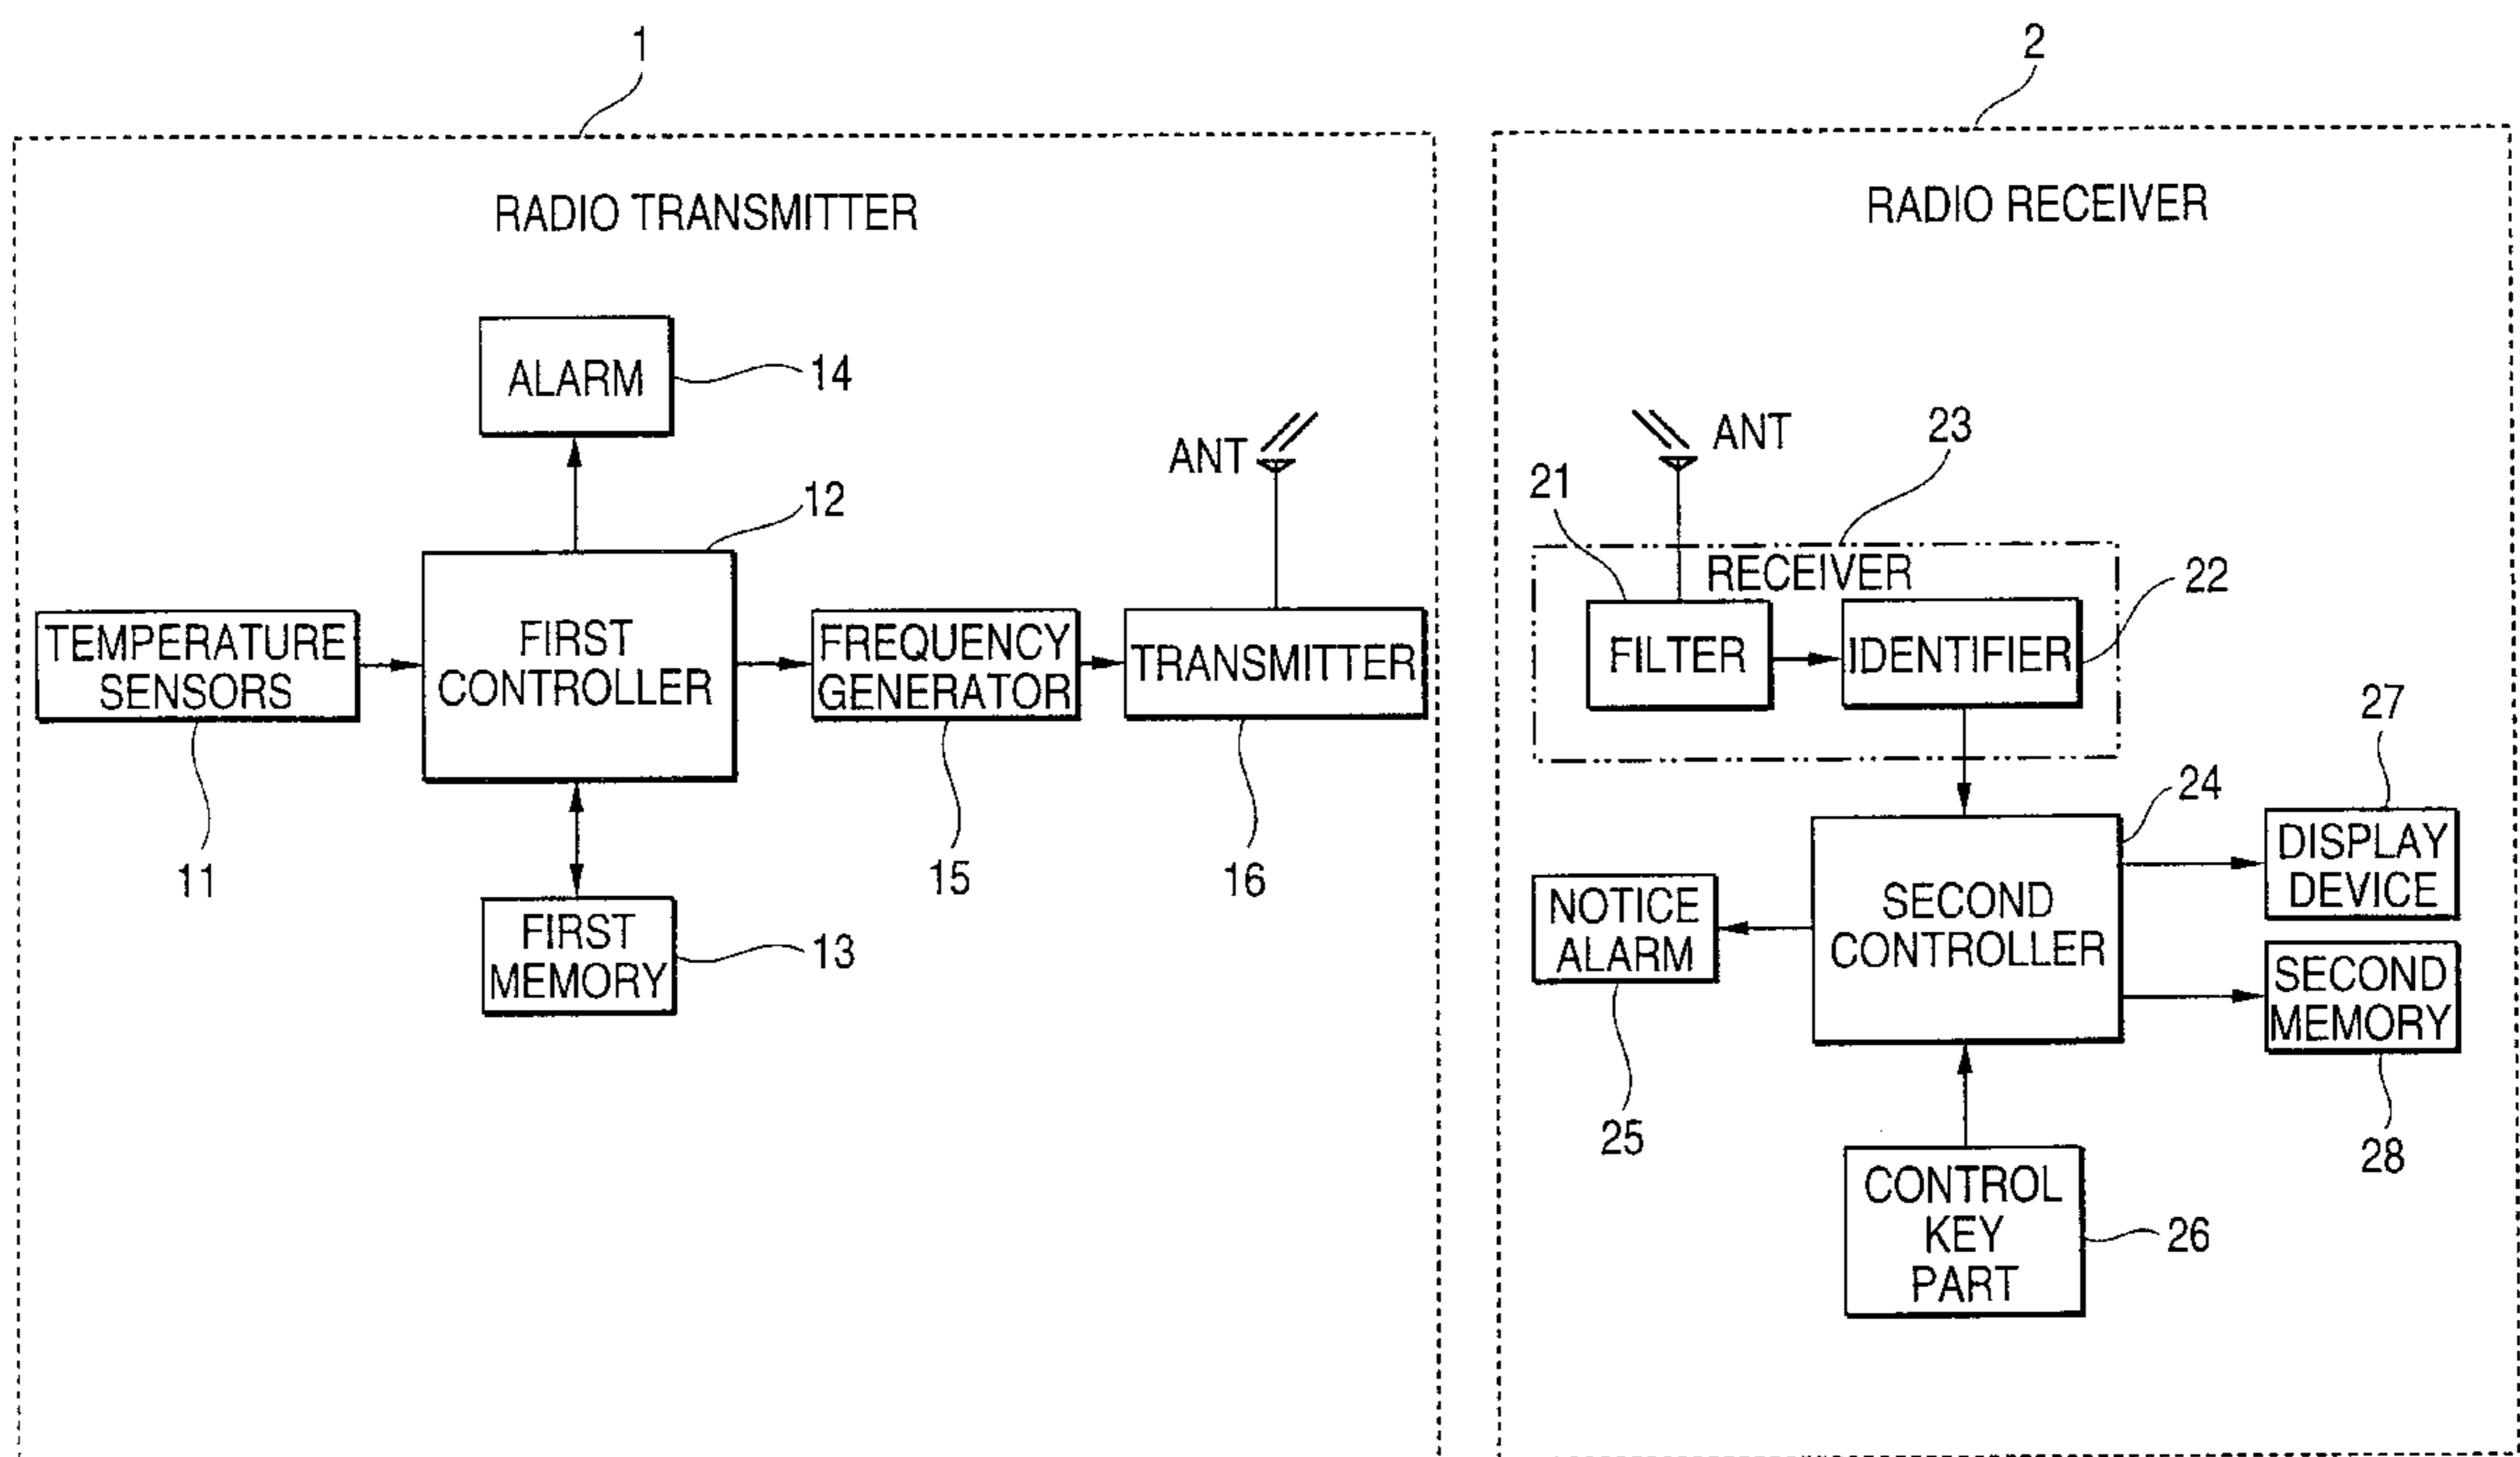 1
2
RADIO TRANSMITTER
RADIO RECEIVER
ALARM
14
ANT
12
TEMPERATURE
SENSORS
11
FIRST
CONTROLLER
FREQUENCY
GENERATOR
15
TRANSMITTER
16
FIRST
MEMORY
13
ANT
23
21
RECEIVER
22
FILTER
IDENTIFIER
27
24
DISPLAY
DEVICE
NOTICE
ALARM
25
SECOND
CONTROLLER
SECOND
MEMORY
28
CONTROL
KEY
PART
26